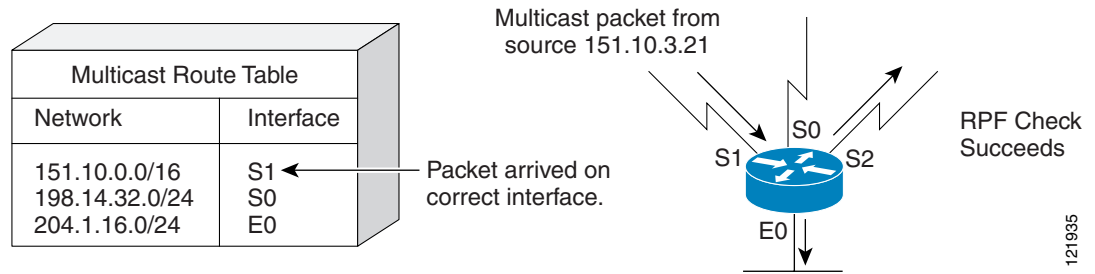 Multicast Route Table
Network Interface
151.10.0.0/16 S1
198.14.32.0/24 S0
204.1.16.0/24 E0
Packet arrived on
correct interface.
Multicast packet from
source 151.10.3.21
S0
S1
S2
E0
RPF Check
Succeeds
121935